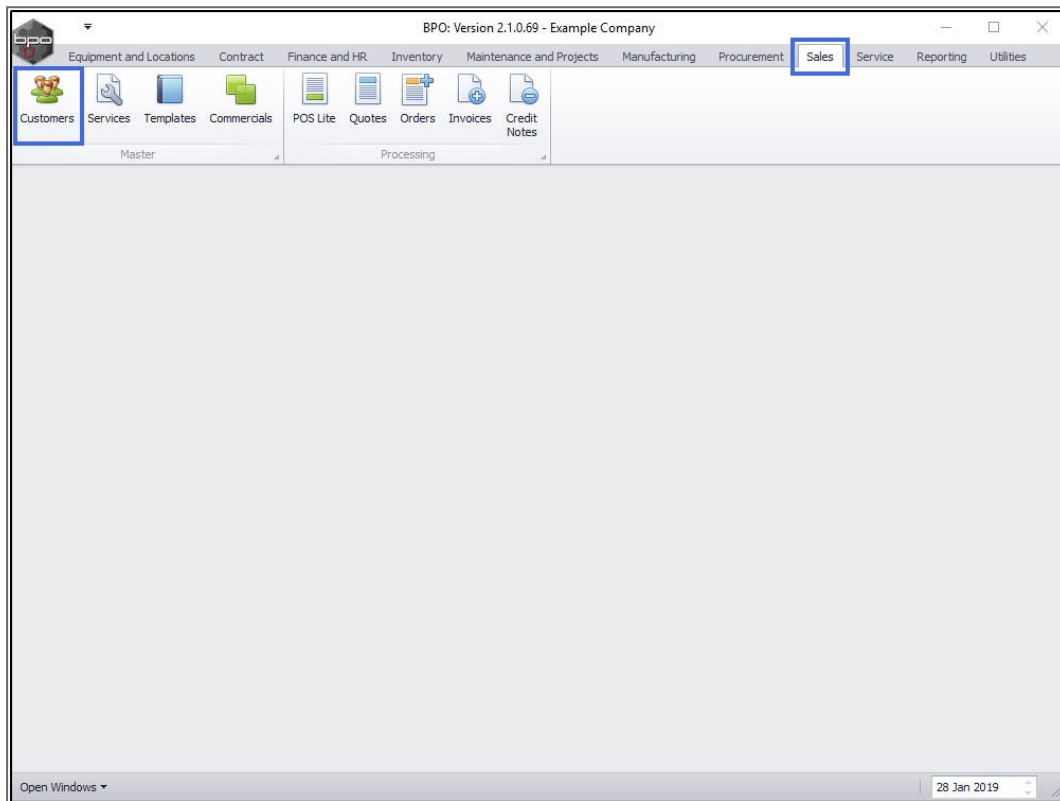 bpo
BPO: Version 2.1.0.69 - Example Company
Equipment and Locations Contract Finance and HR Inventory Maintenance and Projects Manufacturing Procurement Sales Service Reporting Utilities
Customers Services Templates Commercials POS Lite Quotes Orders Invoices Credit
Notes
Master Processing
Open Windows 28 Jan 2019